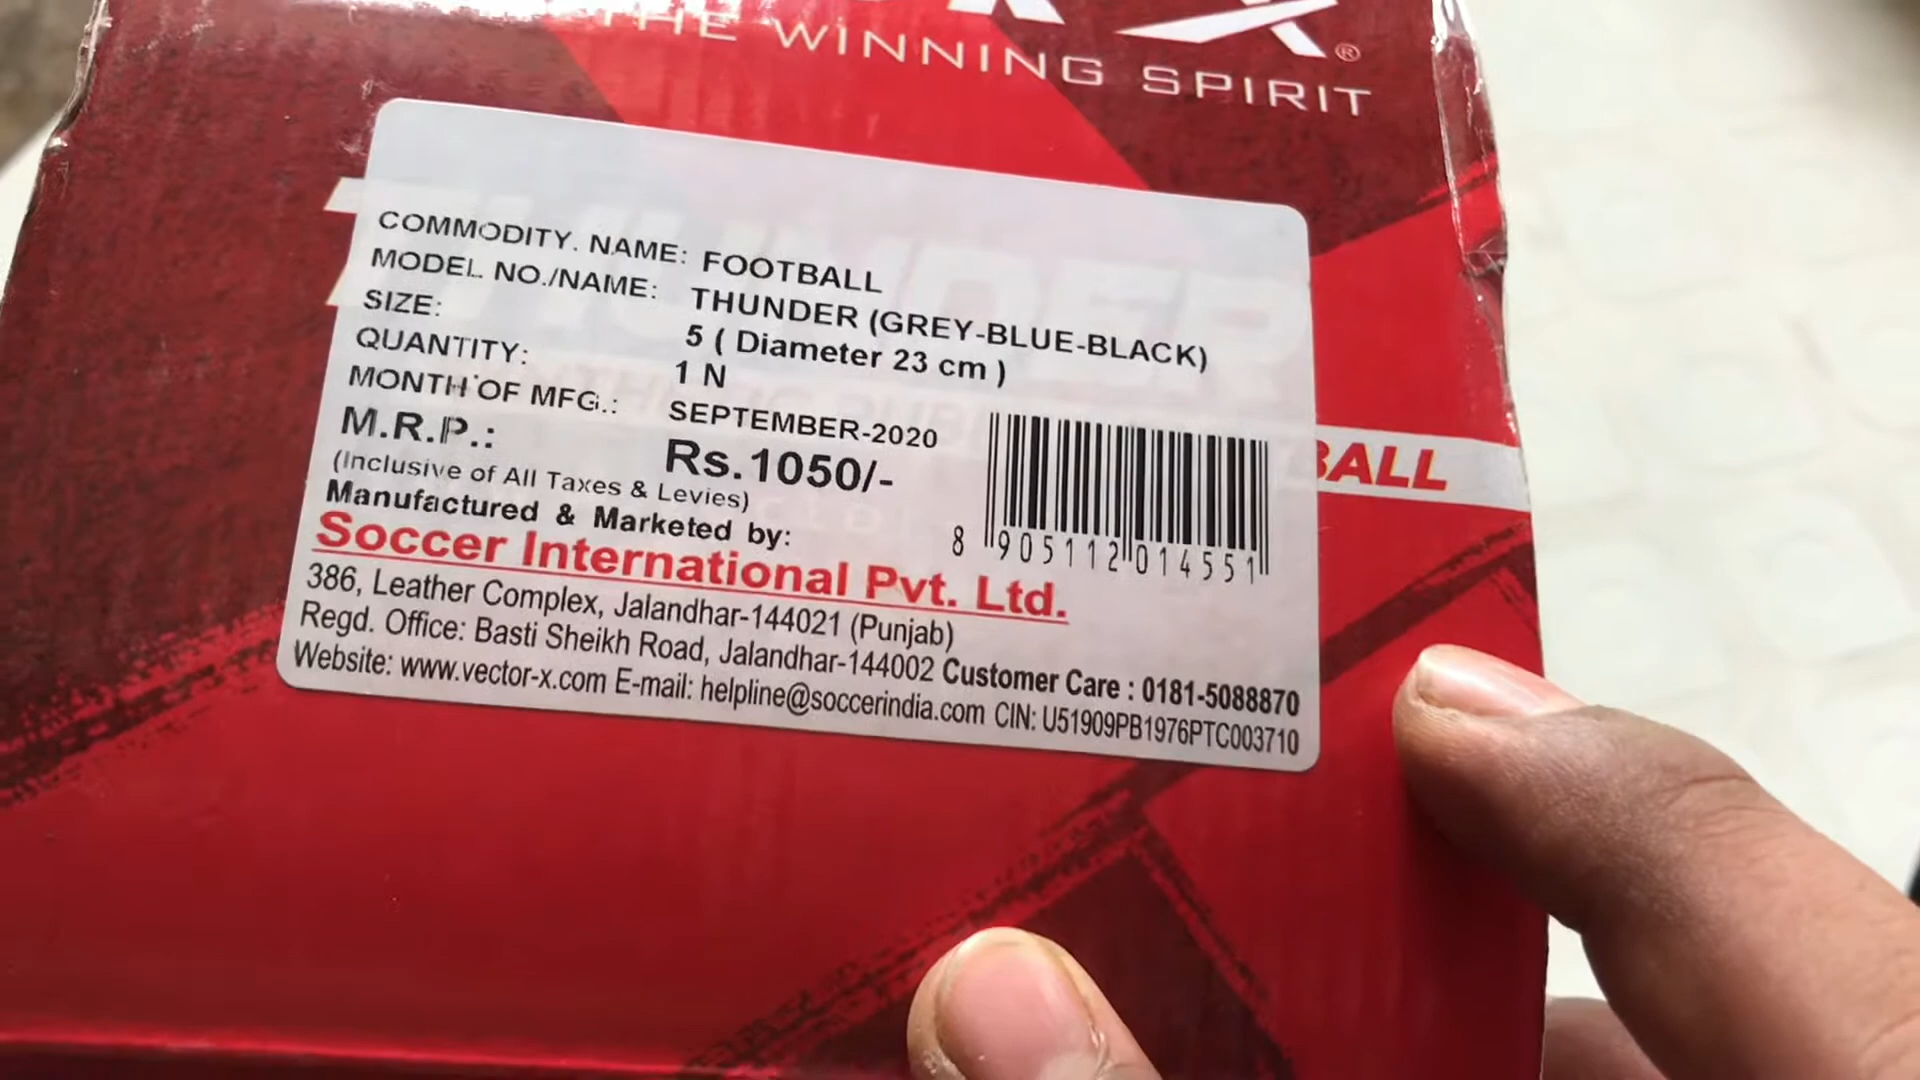 THE WINNING SPIRIT
COMMODITY. NAME: FOOTBALL
MODEL NO./NAME: THUNDER (GREY-BLUE-BLACK)
SIZE: 5 ( Diameter 23 cm )
QUANTITY: 1 N
MONTH OF MFG.: SEPTEMBER-2020
M.R.P.: Rs.1050/-
(Inclusive of All Taxes & Levies)
Manufactured & Marketed by:
8 905112 014551
Soccer International Pvt. Ltd.
386, Leather Complex, Jalandhar-144021 (Punjab)
Regd. Office: Basti Sheikh Road, Jalandhar-144002 Customer Care : 0181-5088870
Website: www.vector-x.com E-mail: helpline@soccerindia.com CIN: U51909PB1976PTC003710
BALL